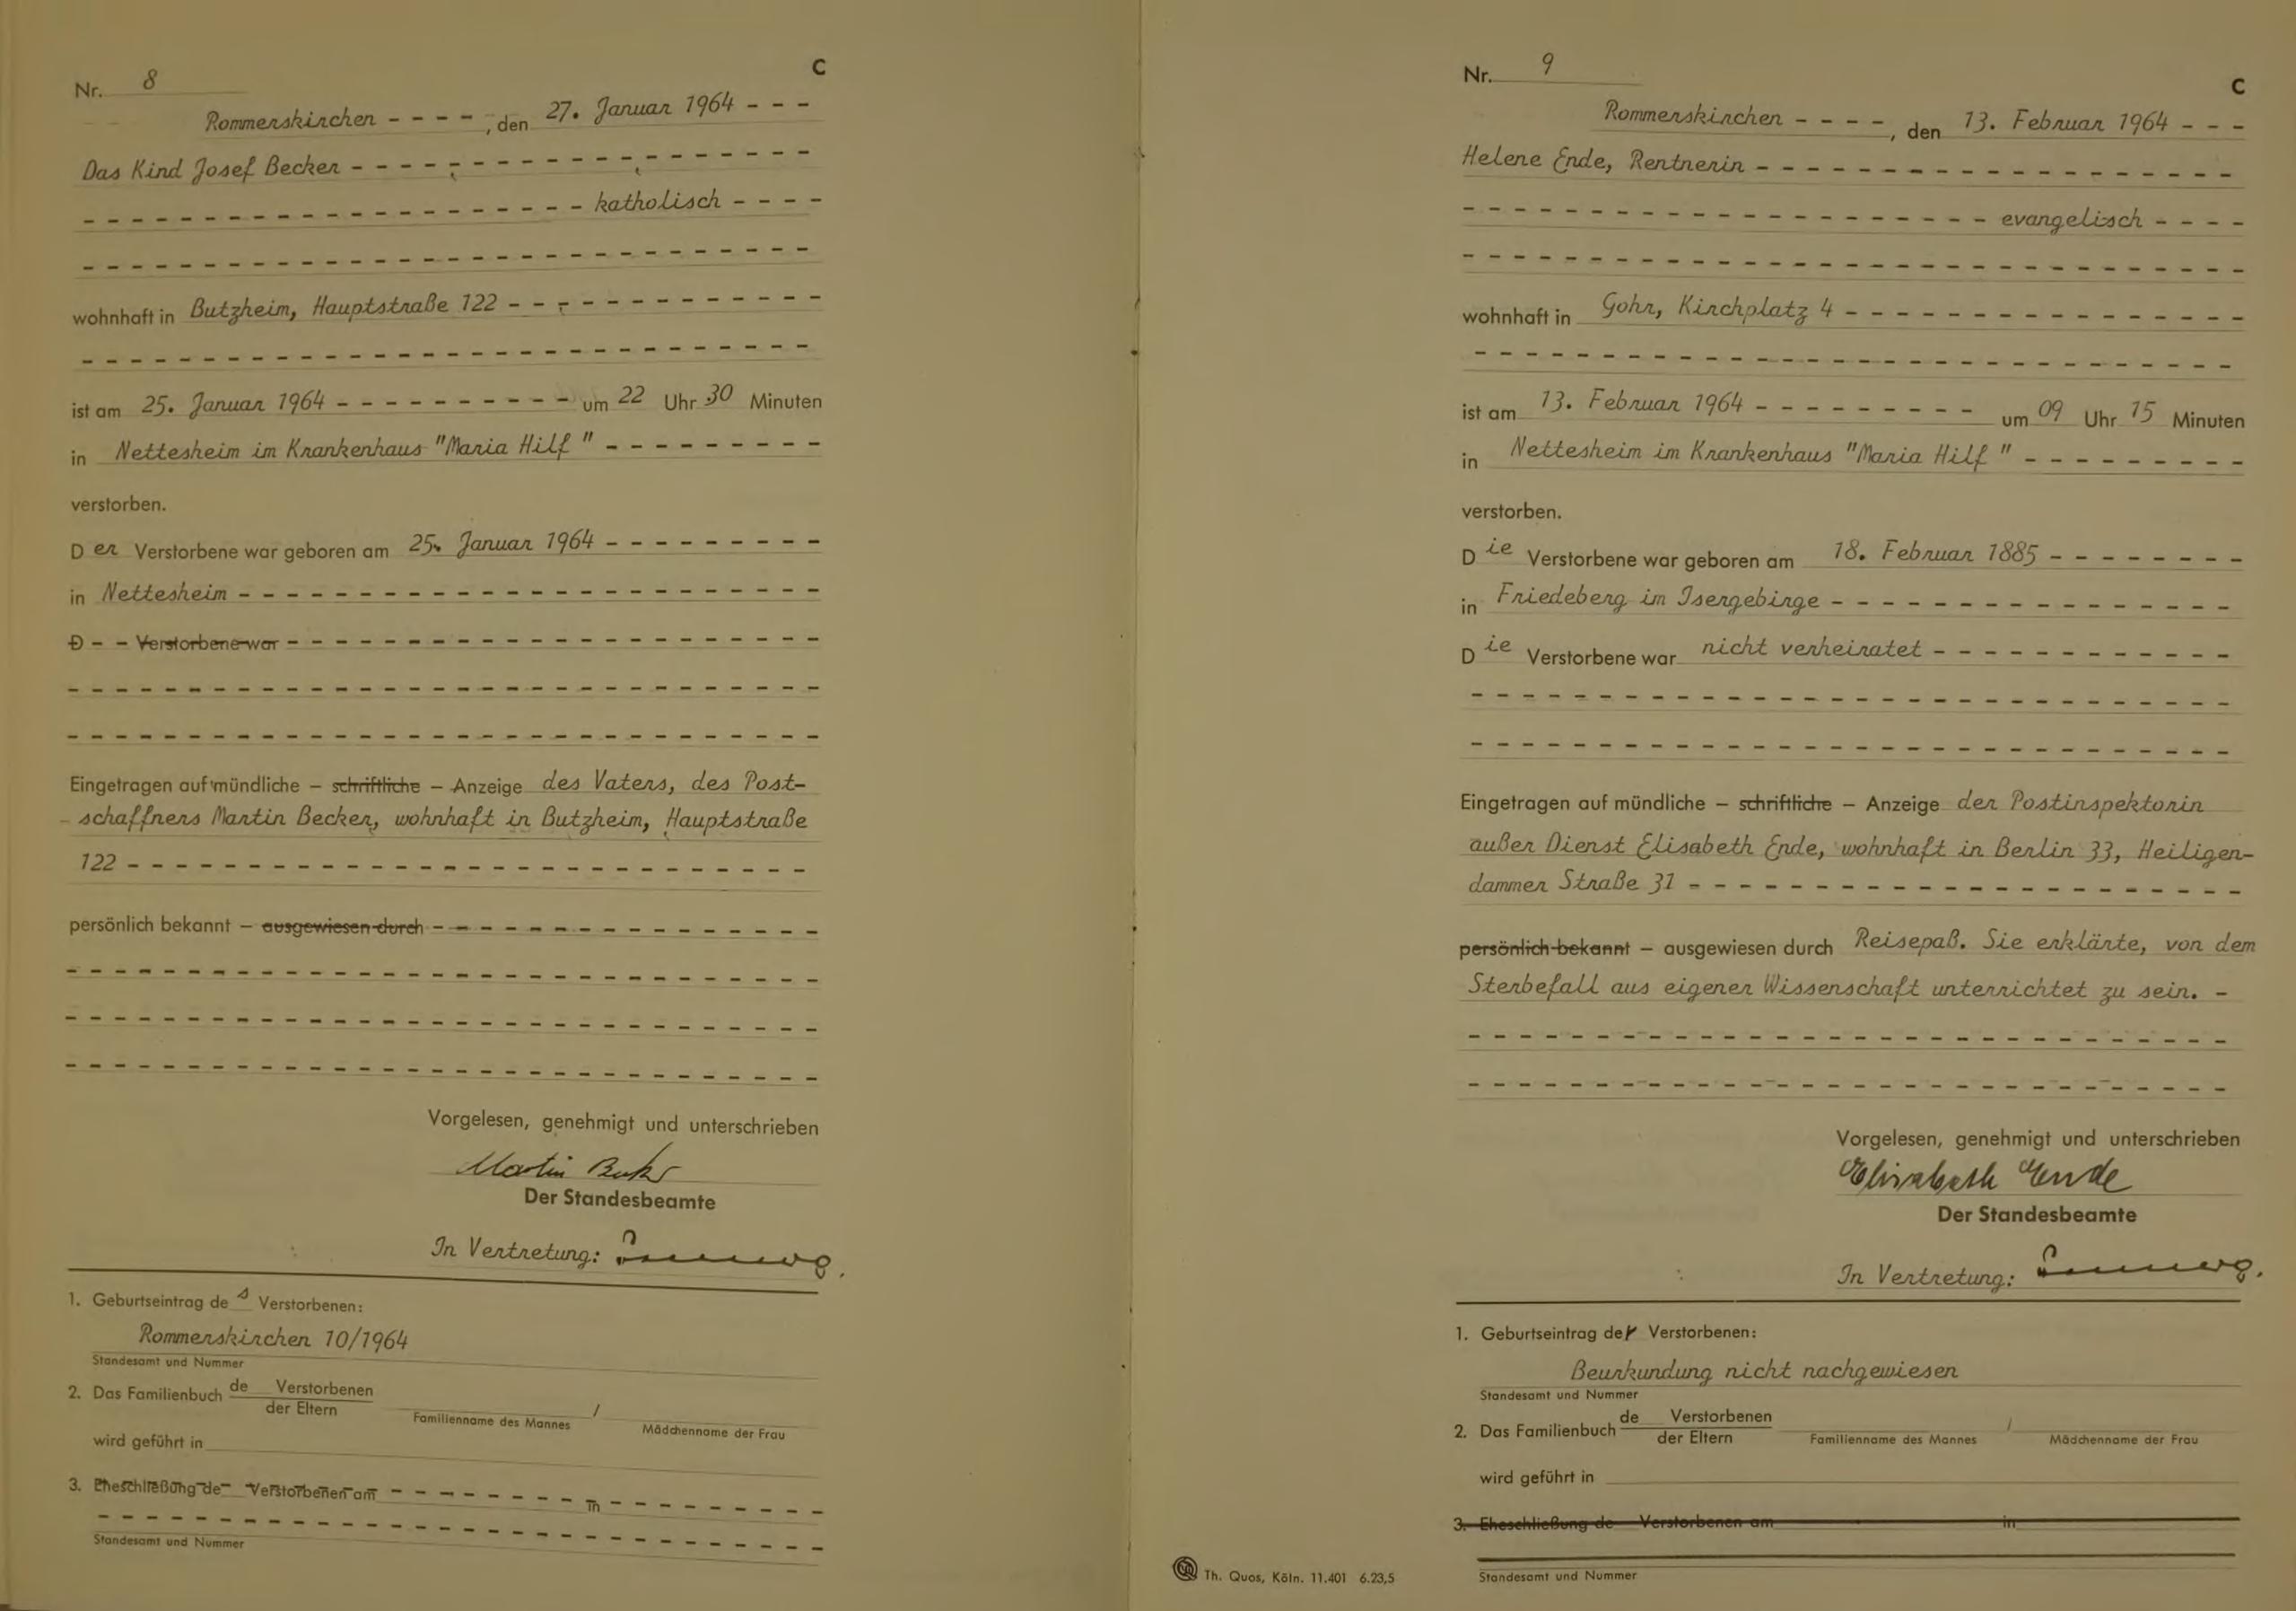 Nr. 8
C
Rommerskirchen - - - - , den 27. Januar 1964 - - -
Das Kind Josef Becker - - - -
- - - - katholisch - - - -
wohnhaft in Butzheim, Hauptstraße 122 - - - -
ist am 25. Januar 1964 - - - - um 22 Uhr 30 Minuten
in Nettesheim im Krankenhaus "Maria Hilf" - - - -
verstorben.
Der Verstorbene war geboren am 25. Januar 1964 - - - -
in Nettesheim - - - -
D - - Verstorbene war - - - -
Eingetragen auf mündliche – schriftliche – Anzeige des Vaters, des Post-
schaffners Martin Becker, wohnhaft in Butzheim, Hauptstraße
122 - - - -
persönlich bekannt – ausgewiesen durch - - - -
Vorgelesen, genehmigt und unterschrieben
Martin Becker
Der Standesbeamte
In Vertretung:
1. Geburtseintrag des Verstorbenen:
Rommerskirchen 10/1964
Standesamt und Nummer
2. Das Familienbuch de Verstorbenen
der Eltern
Familienname des Mannes / Mädchenname der Frau
wird geführt in
3. Eheschließung de Verstorbenen am - - - - in - - - -
Standesamt und Nummer
Nr. 9
C
Rommerskirchen - - - - , den 13. Februar 1964 - - -
Helene Ende, Rentnerin - - - -
- - - - evangelisch - - - -
wohnhaft in Gohr, Kirchplatz 4 - - - -
ist am 13. Februar 1964 - - - - um 09 Uhr 15 Minuten
in Nettesheim im Krankenhaus "Maria Hilf" - - - -
verstorben.
Die Verstorbene war geboren am 18. Februar 1885 - - - -
in Friedeberg im Isergebirge - - - -
Die Verstorbene war nicht verheiratet - - - -
Eingetragen auf mündliche – schriftliche – Anzeige der Postinspektorin
außer Dienst Elisabeth Ende, wohnhaft in Berlin 33, Heiligen-
dammer Straße 31 - - - -
persönlich bekannt – ausgewiesen durch Reisepaß. Sie erklärte, von dem
Sterbefall aus eigener Wissenschaft unterrichtet zu sein. -
Vorgelesen, genehmigt und unterschrieben
Elisabeth Ende
Der Standesbeamte
In Vertretung:
1. Geburtseintrag der Verstorbenen:
Beurkundung nicht nachgewiesen
Standesamt und Nummer
2. Das Familienbuch de Verstorbenen
der Eltern
Familienname des Mannes / Mädchenname der Frau
wird geführt in
3. Eheschließung de Verstorbenen am in
Standesamt und Nummer
Th. Quos, Köln. 11.401 6.23,5